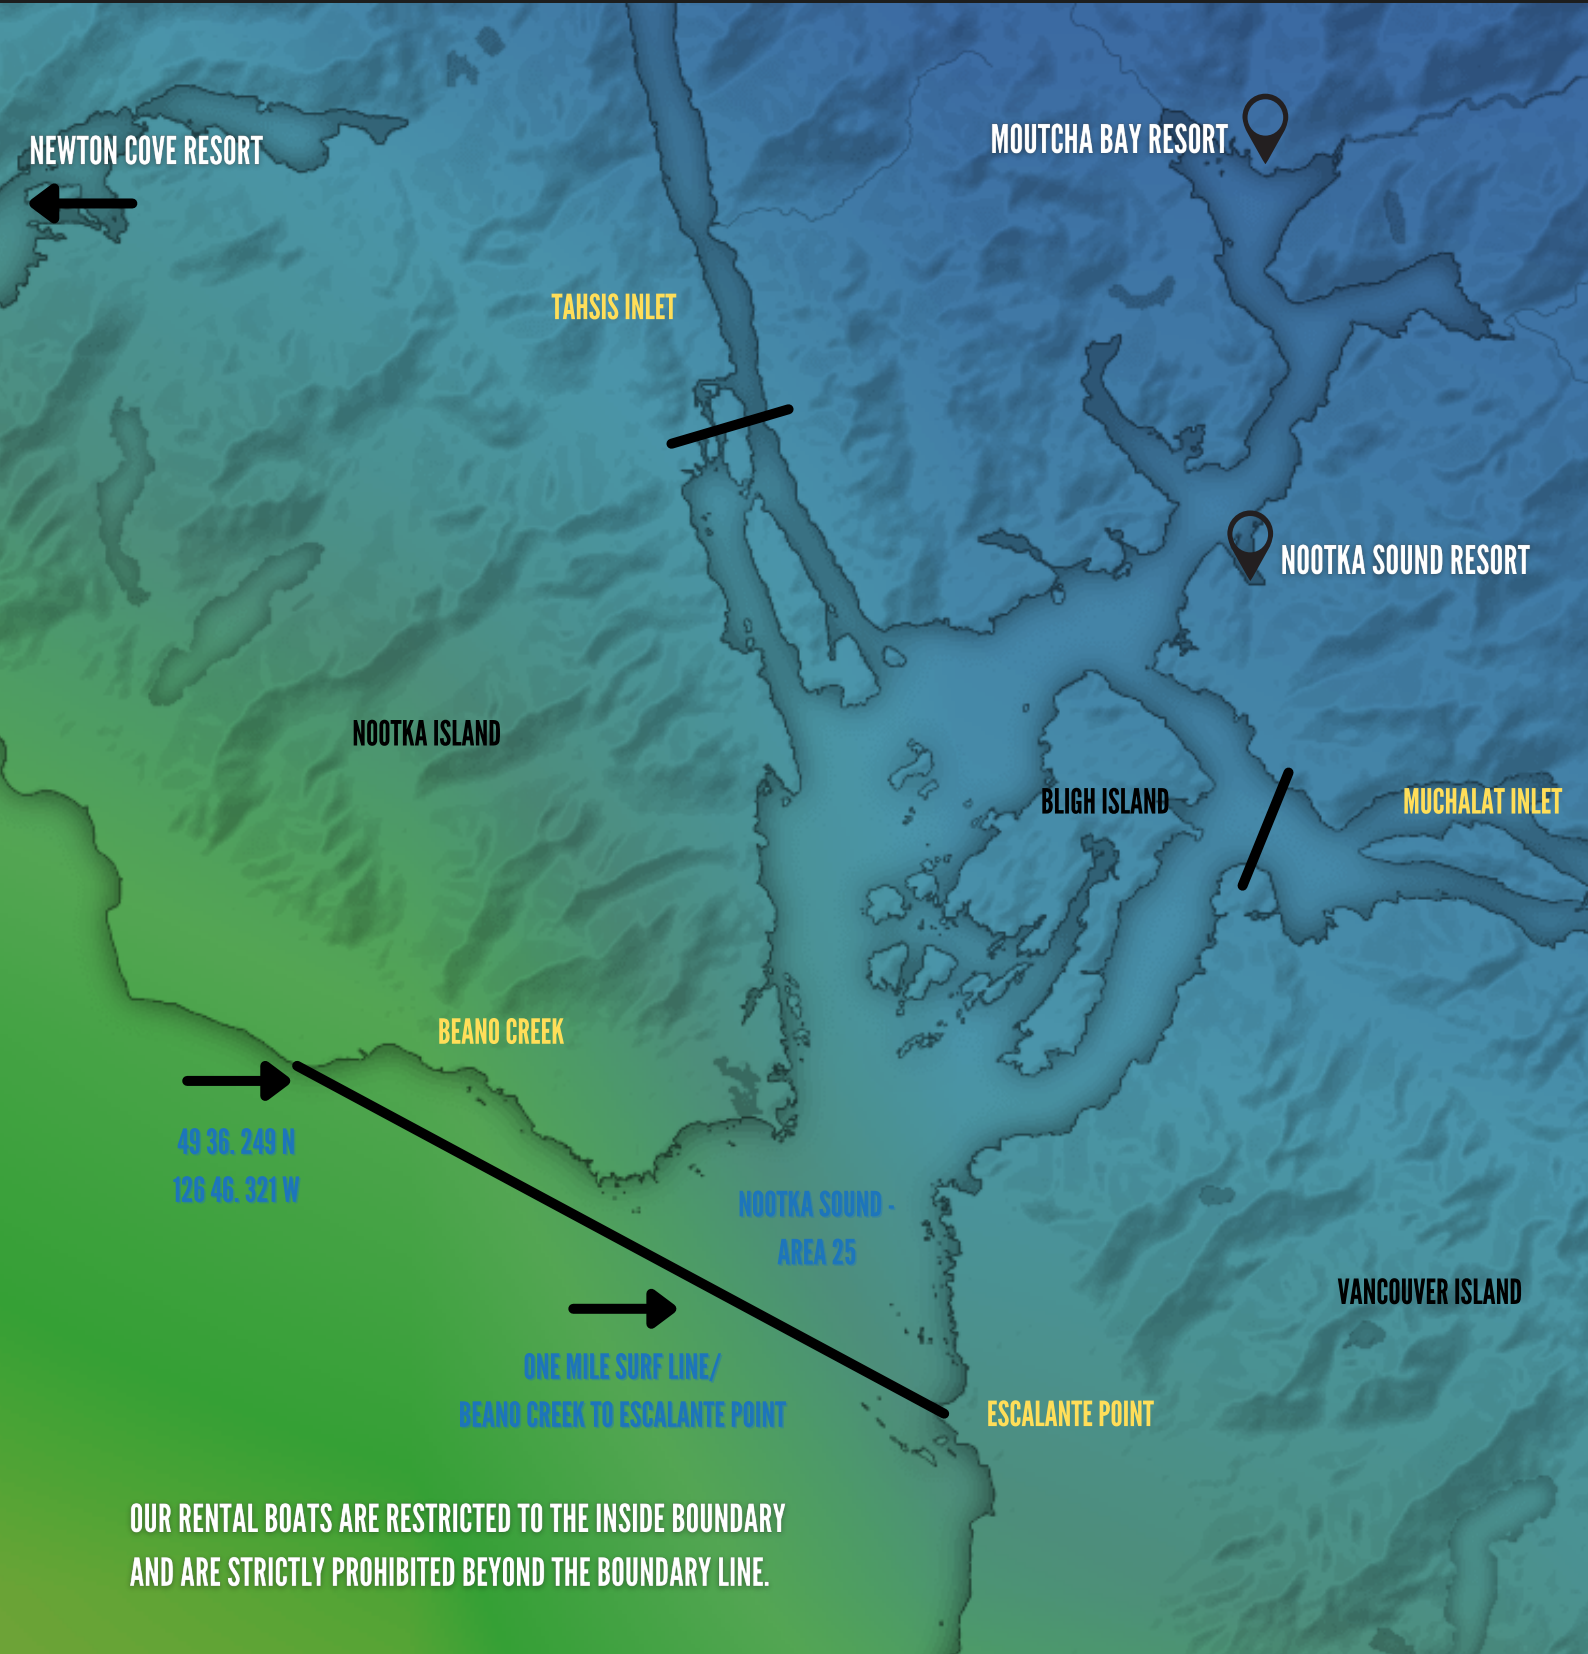 MOUTCHA BAY RESORT
NEWTON COVE RESORT
TAHSIS INLET
NOOTKA SOUND RESORT
NOOTKA ISLAND
BLIGH ISLAND
MUCHALAT INLET
BEANO CREEK
49 36. 249 N
126 46. 321 W
NOOTKA SOUND -
AREA 25
VANCOUVER ISLAND
ONE MILE SURF LINE/
BEANO CREEK TO ESCALANTE POINT
ESCALANTE POINT
OUR RENTAL BOATS ARE RESTRICTED TO THE INSIDE BOUNDARY
AND ARE STRICTLY PROHIBITED BEYOND THE BOUNDARY LINE.